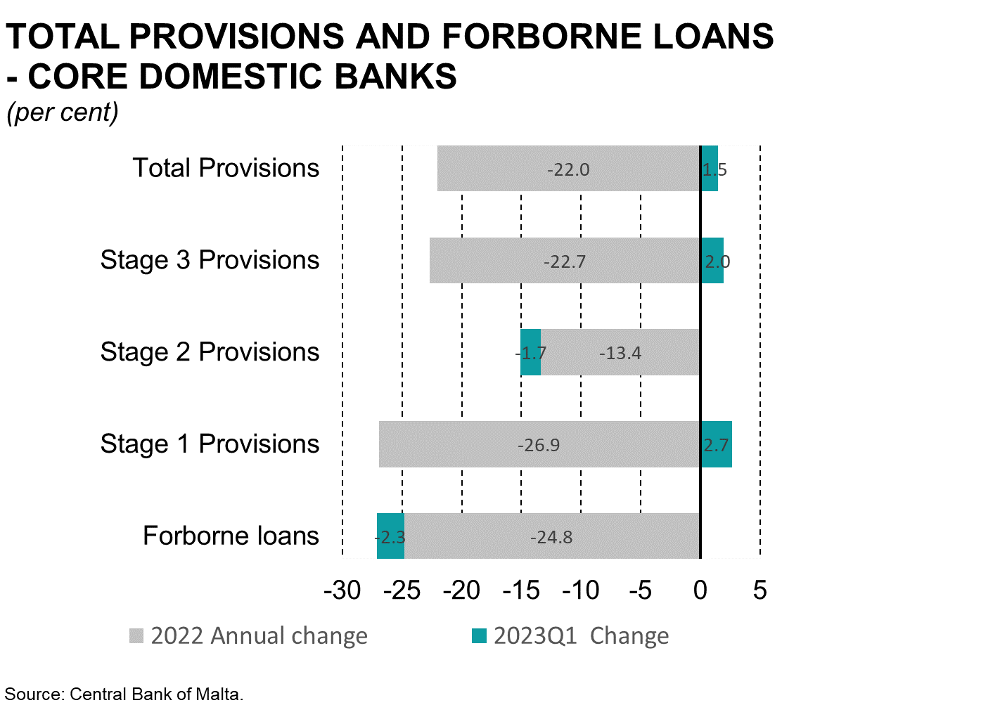 TOTAL PROVISIONS AND FORBORNE LOANS
- CORE DOMESTIC BANKS
(per cent)
Total Provisions -22.0 1.5
Stage 3 Provisions -22.7 2.0
Stage 2 Provisions -1.7 -13.4
Stage 1 Provisions -26.9 2.7
Forborne loans -2.3 -24.8
-30 -25 -20 -15 -10 -5 0 5
2022 Annual change 2023Q1 Change
Source: Central Bank of Malta.